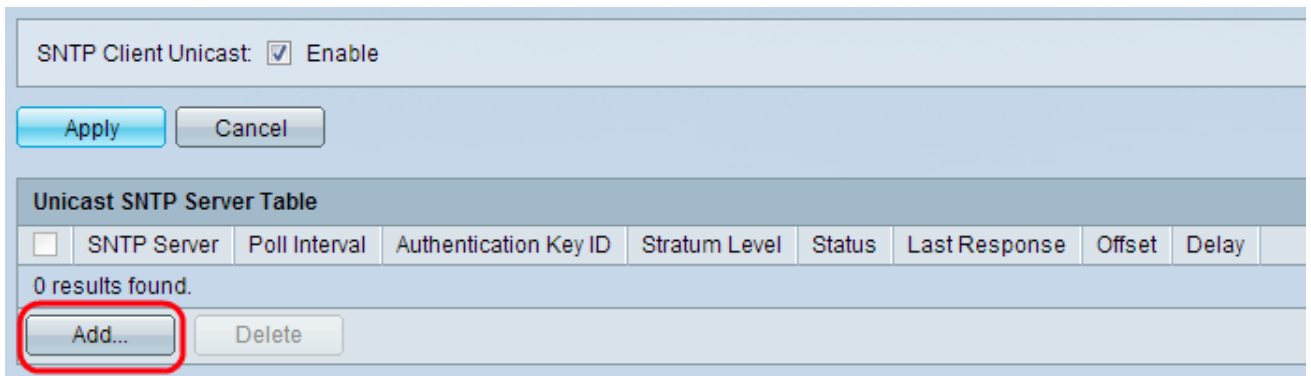 SNTP Client Unicast: Enable
Apply Cancel
Unicast SNTP Server Table
SNTP Server Poll Interval Authentication Key ID Stratum Level Status Last Response Offset Delay
0 results found.
Add... Delete